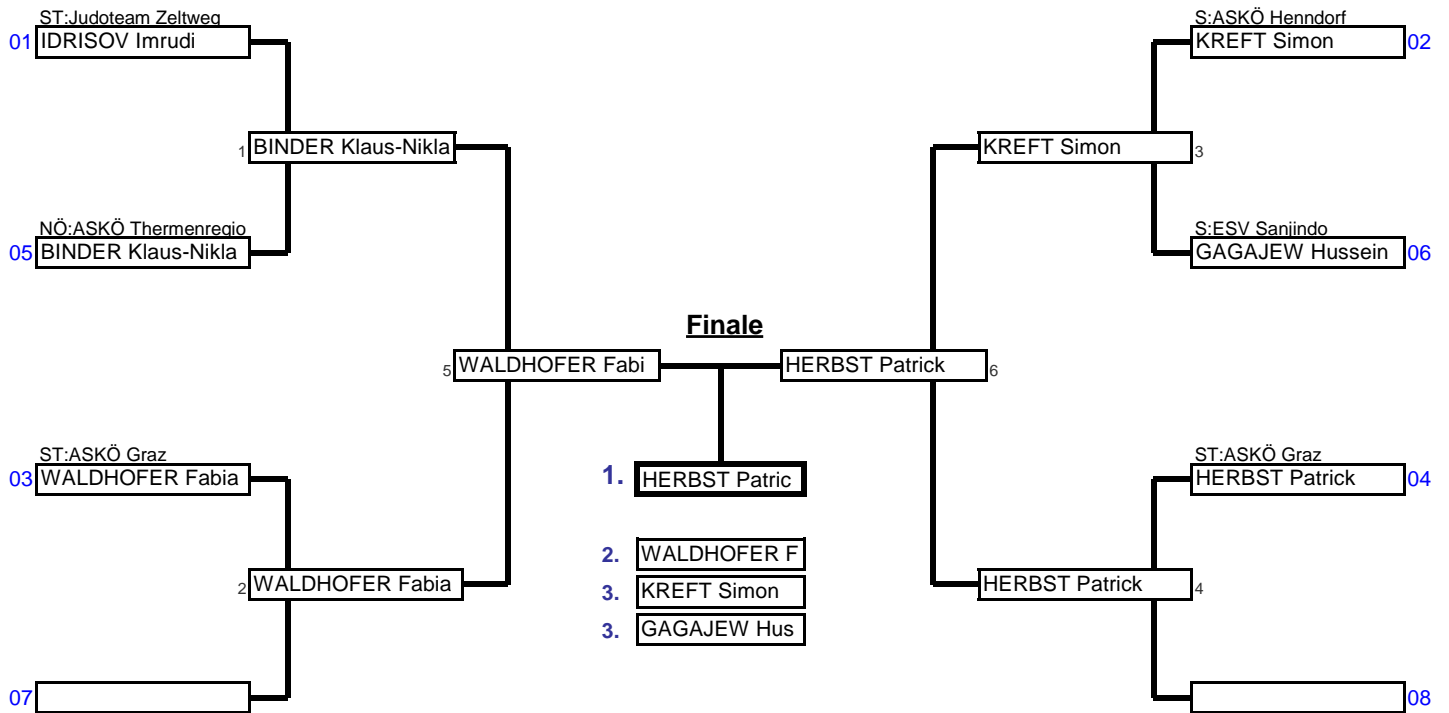 ST:Judoteam Zeltweg
01 IDRISOV Imrudi
S:ASKÖ Henndorf
KREFT Simon 02
1 BINDER Klaus-Nikla
KREFT Simon 3
NÖ:ASKÖ Thermenregio
05 BINDER Klaus-Nikla
S:ESV Sanjindo
GAGAJEW Hussein 06
Finale
5 WALDHOFER Fabi
HERBST Patrick 6
ST:ASKÖ Graz
03 WALDHOFER Fabia
1. HERBST Patric
ST:ASKÖ Graz
HERBST Patrick 04
2. WALDHOFER F
3. KREFT Simon
3. GAGAJEW Hus
2 WALDHOFER Fabia
HERBST Patrick 4
07
08